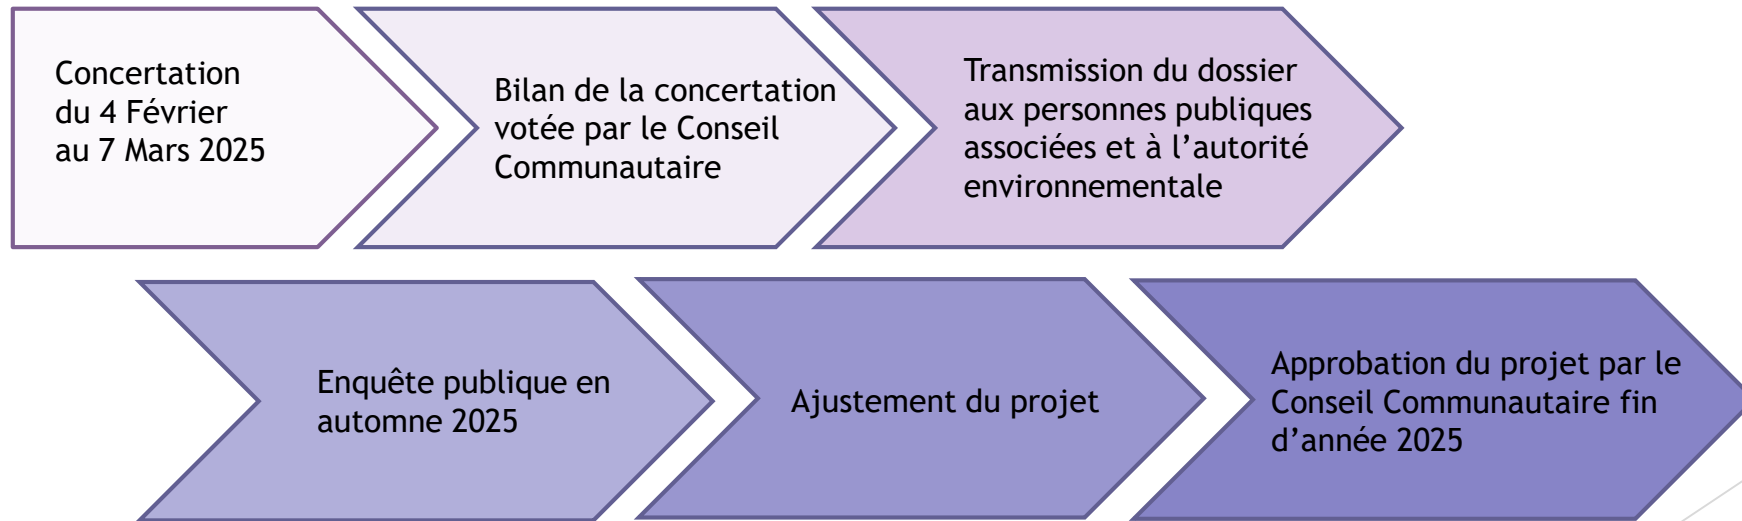 Concertation
du 4 Février
au 7 Mars 2025
Bilan de la concertation
votée par le Conseil
Communautaire
Transmission du dossier
aux personnes publiques
associées et à l’autorité
environnementale
Enquête publique en
automne 2025
Ajustement du projet
Approbation du projet par le
Conseil Communautaire fin
d’année 2025